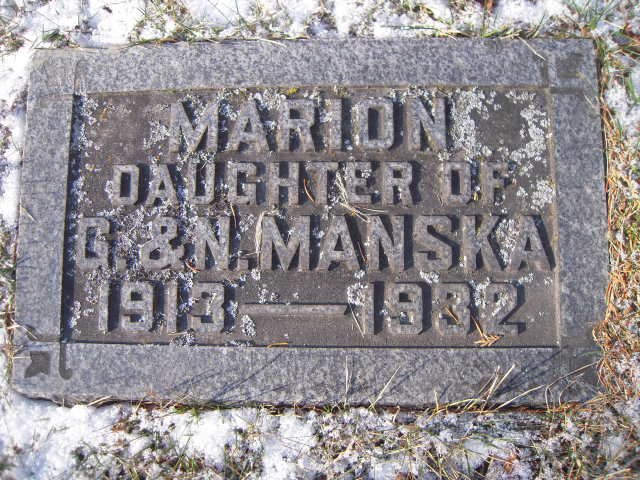 MARION
DAUGHTER OF
G. & N. MANSKA
1913 — 1932